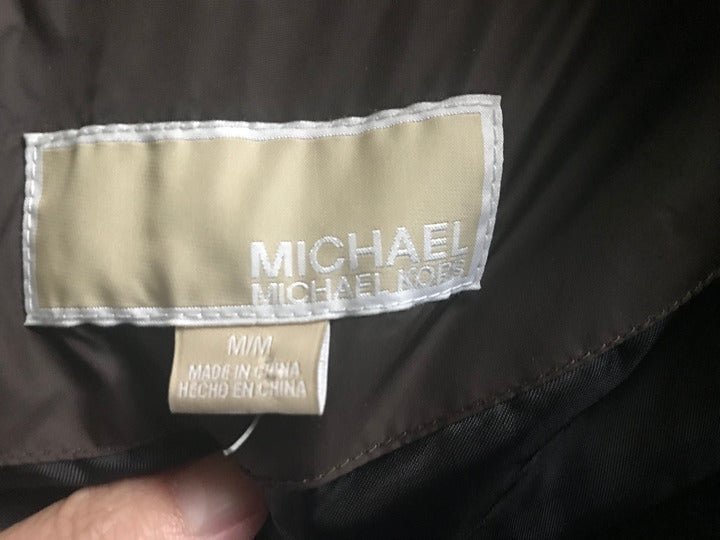 MICHAEL
MICHAEL KORS
M/M
MADE IN CHINA
HECHO EN CHINA